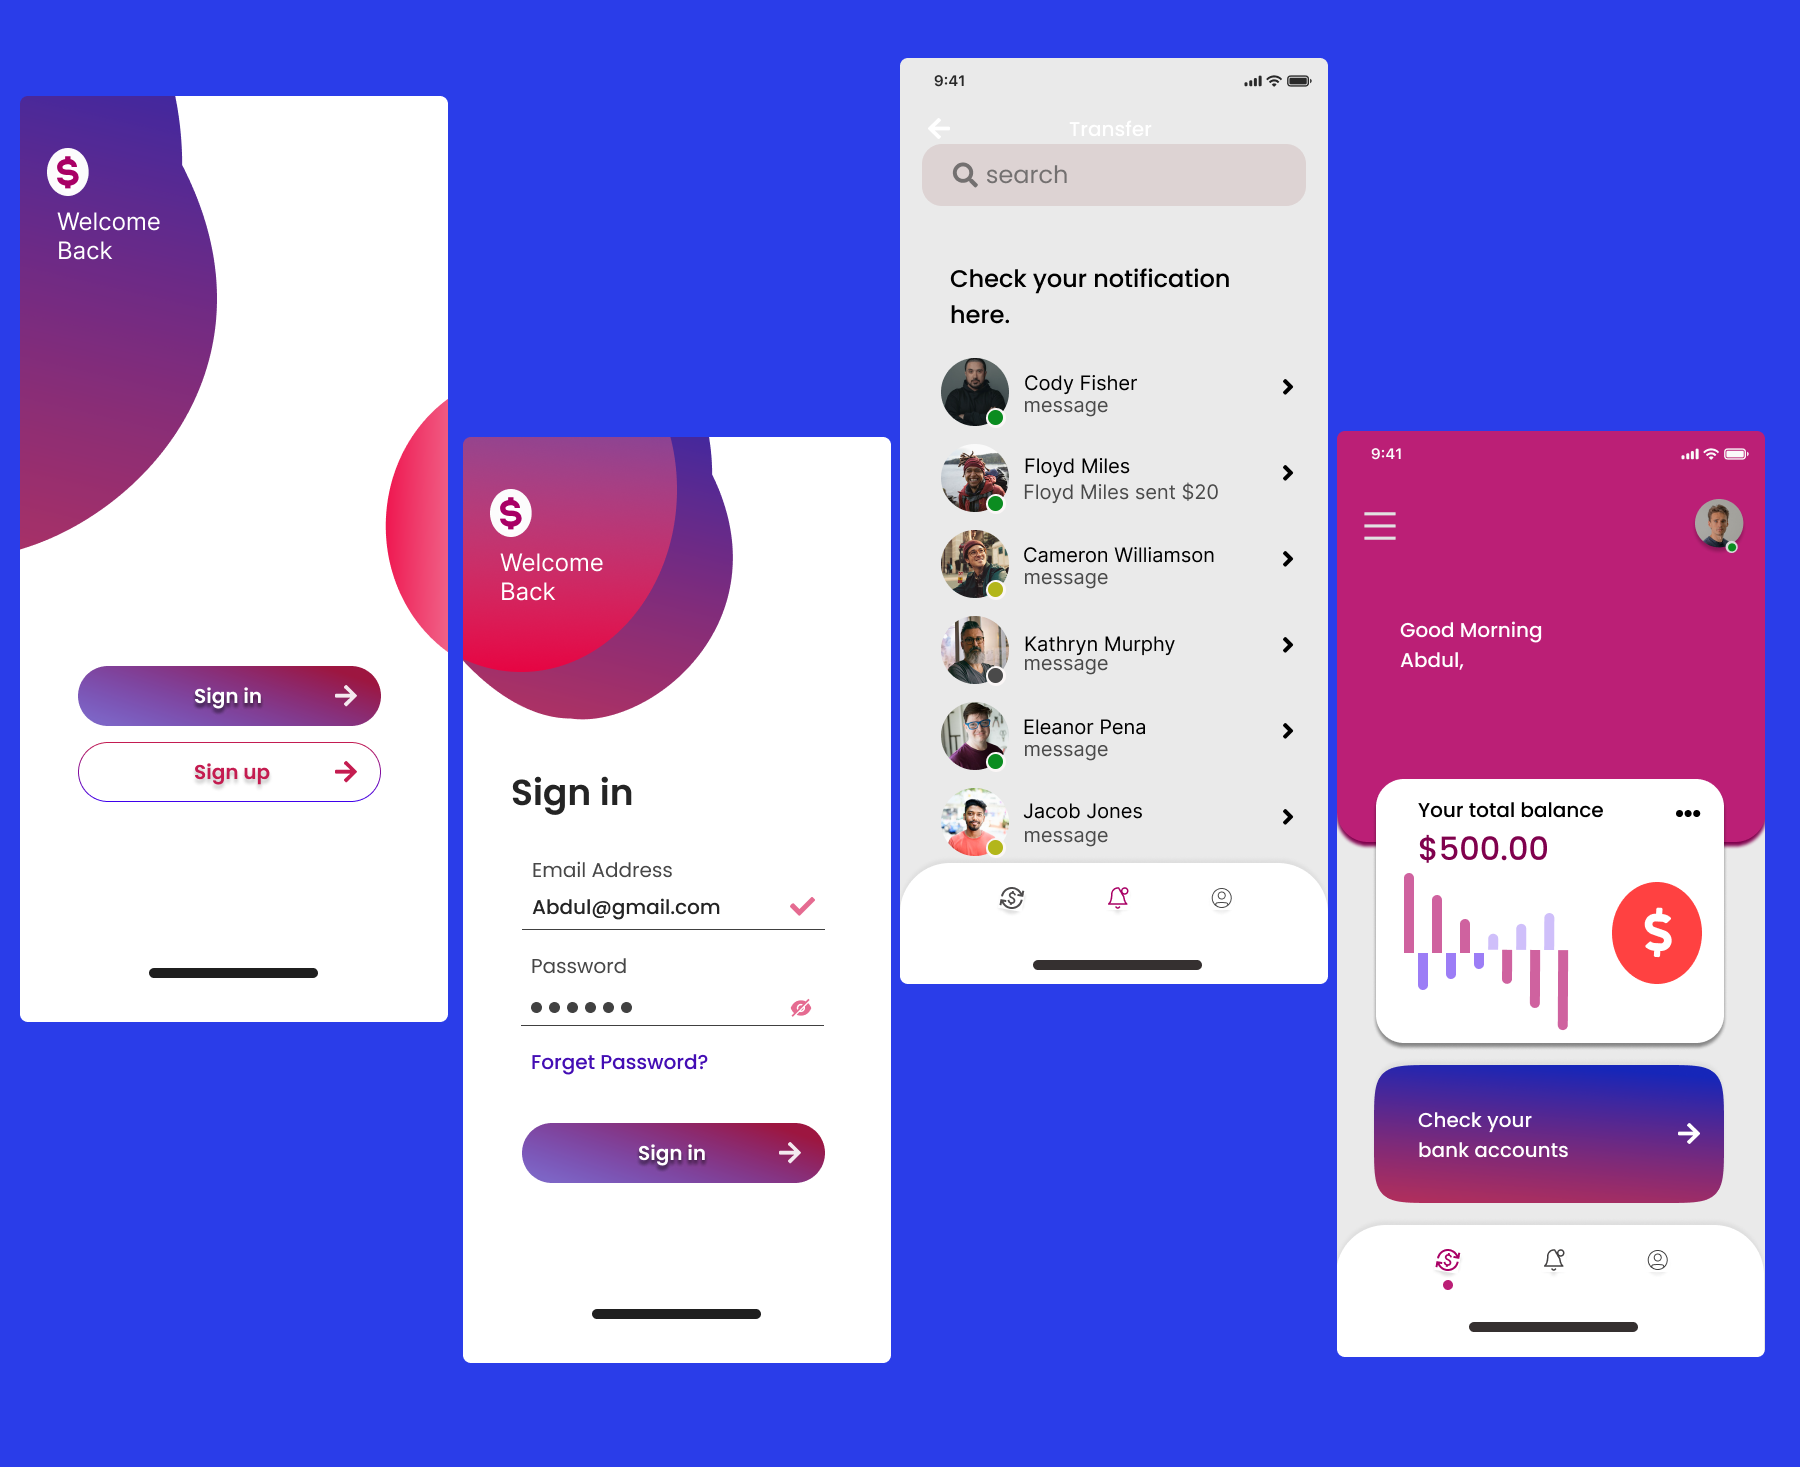 $
Welcome
Back
Sign in
Sign up
$
Welcome
Back
Sign in
Email Address
Abdul@gmail.com
Password
Forget Password?
Sign in
9:41
Transfer
search
Check your notification
here.
Cody Fisher
message
Floyd Miles
Floyd Miles sent $20
Cameron Williamson
message
Kathryn Murphy
message
Eleanor Pena
message
Jacob Jones
message
$
9:41
Good Morning
Abdul,
Your total balance
$500.00
$
Check your
bank accounts
$